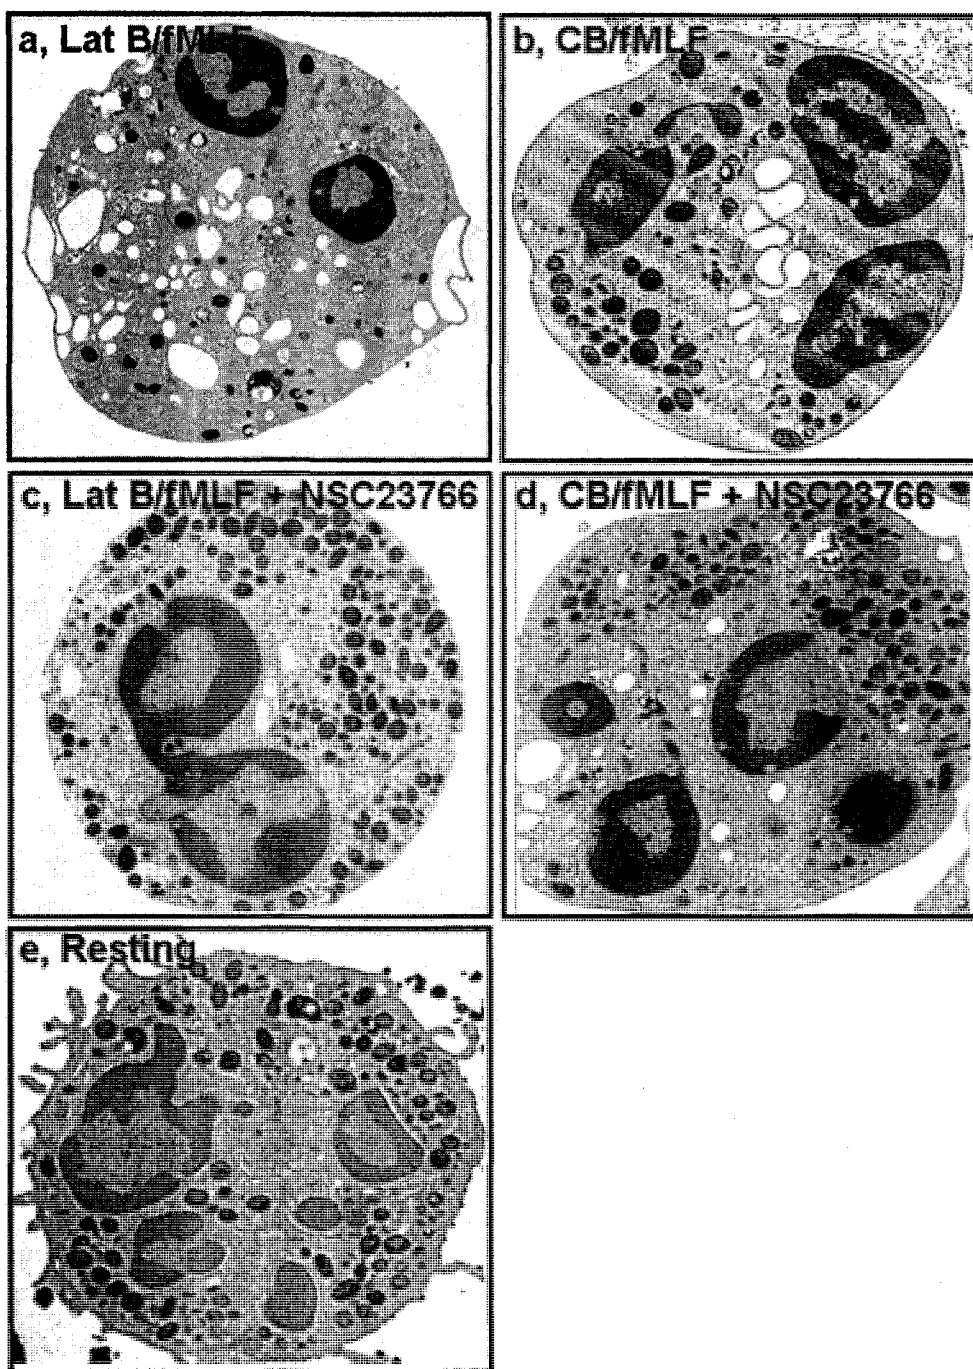 a, Lat B/fMLF
b, CB/fMLF
c, Lat B/fMLF + NSC23766
d, CB/fMLF + NSC23766
e, Resting